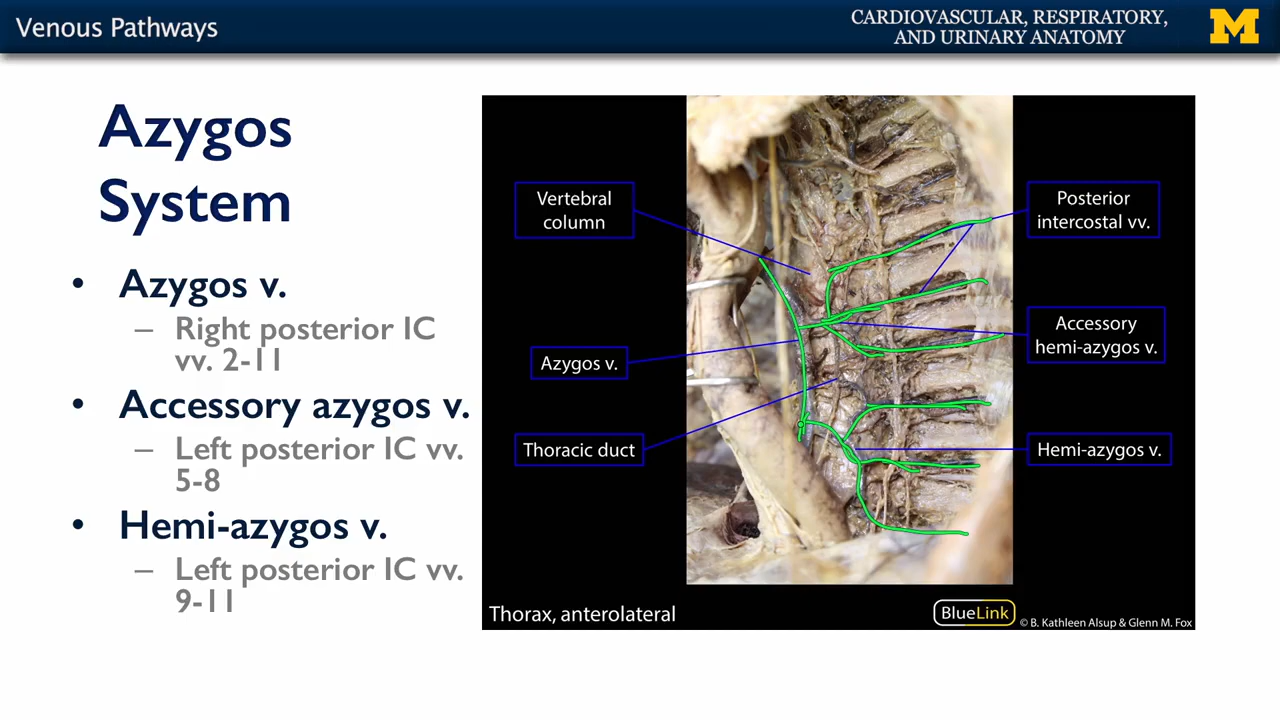 Venous Pathways
CARDIOVASCULAR, RESPIRATORY,
AND URINARY ANATOMY
M
Azygos
System
• Azygos v.
– Right posterior IC
vv. 2-11
• Accessory azygos v.
– Left posterior IC vv.
5-8
• Hemi-azygos v.
– Left posterior IC vv.
9-11
Vertebral
column
Azygos v.
Thoracic duct
Posterior
intercostal vv.
Accessory
hemi-azygos v.
Hemi-azygos v.
Thorax, anterolateral
BlueLink
© B. Kathleen Alsup & Glenn M. Fox